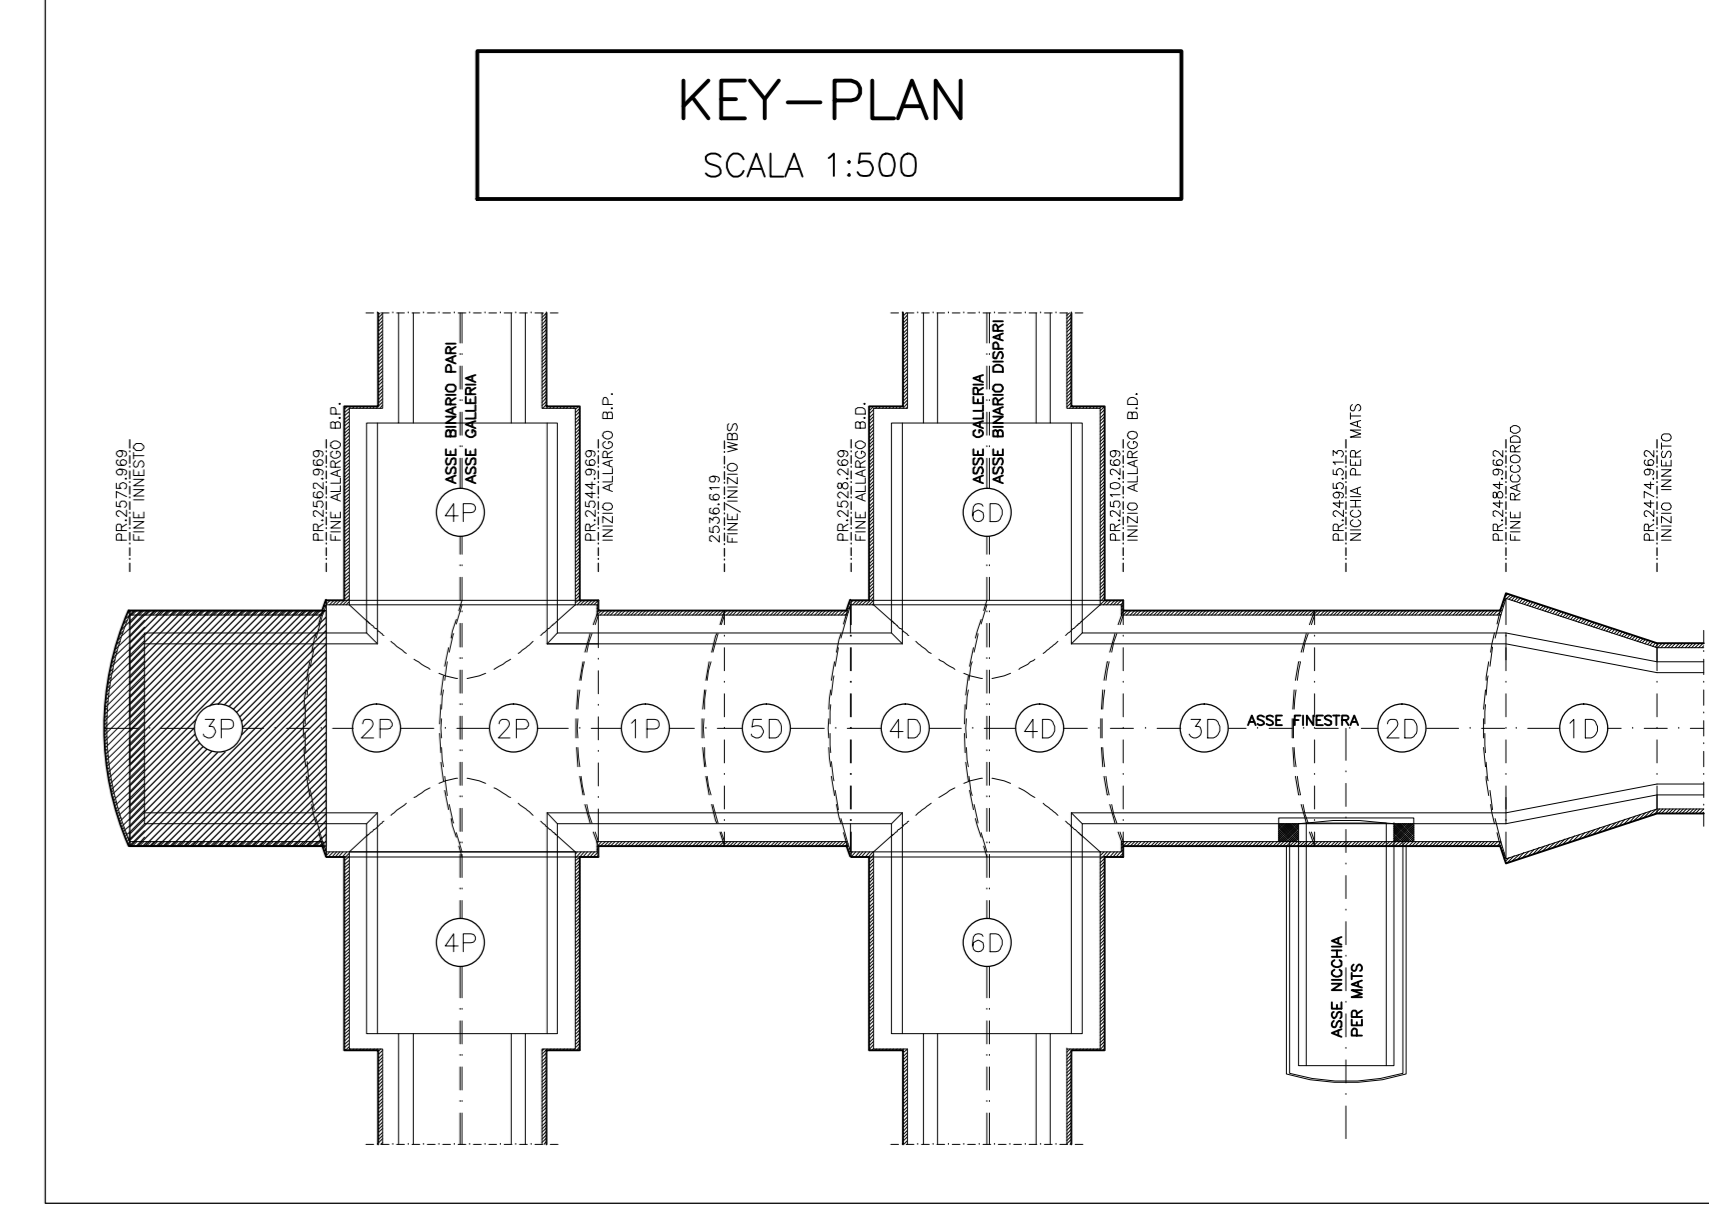 KEY-PLAN
SCALA 1:500
ASSE BINARIO PARI
ASSE GALLERIA
ASSE GALLERIA
ASSE BINARIO DISPARI
PR.2575.969
FINE INNESTO
PR.2562.969
FINE ALLARGO B.P.
PR.2544.969
INIZIO ALLARGO B.P.
2536.619
FINE/INIZIO WBS
PR.2528.269
FINE ALLARGO B.D.
PR.2510.269
INIZIO ALLARGO B.D.
PR.2495.513
NICCHIA PER MATS
PR.2484.962
FINE RACCORDO
PR.2474.962
INIZIO INNESTO
4P
6D
3P
2P
2P
1P
5D
4D
4D
3D
ASSE FINESTRA
2D
1D
4P
6D
ASSE NICCHIA
PER MATS